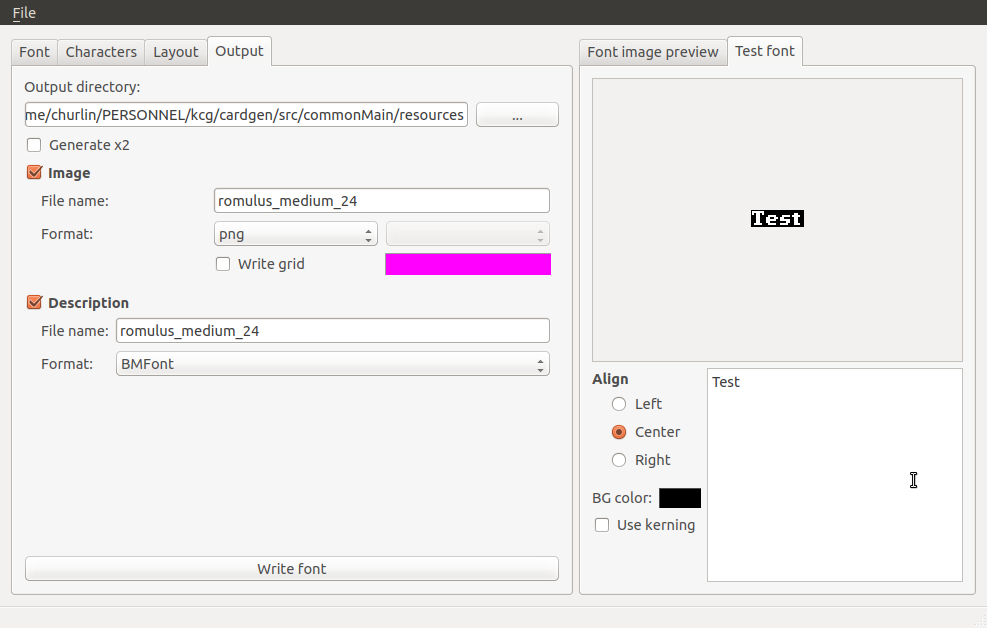 File
Font Characters Layout Output
Output directory:
me/churlin/PERSONNEL/kcg/cardgen/src/commonMain/resources ...
Generate x2
Image
File name: romulus_medium_24
Format: png
Write grid
Description
File name: romulus_medium_24
Format: BMFont
Write font
Font image preview Test font
Test
Align
Left
Center
Right
BG color:
Use kerning
Test